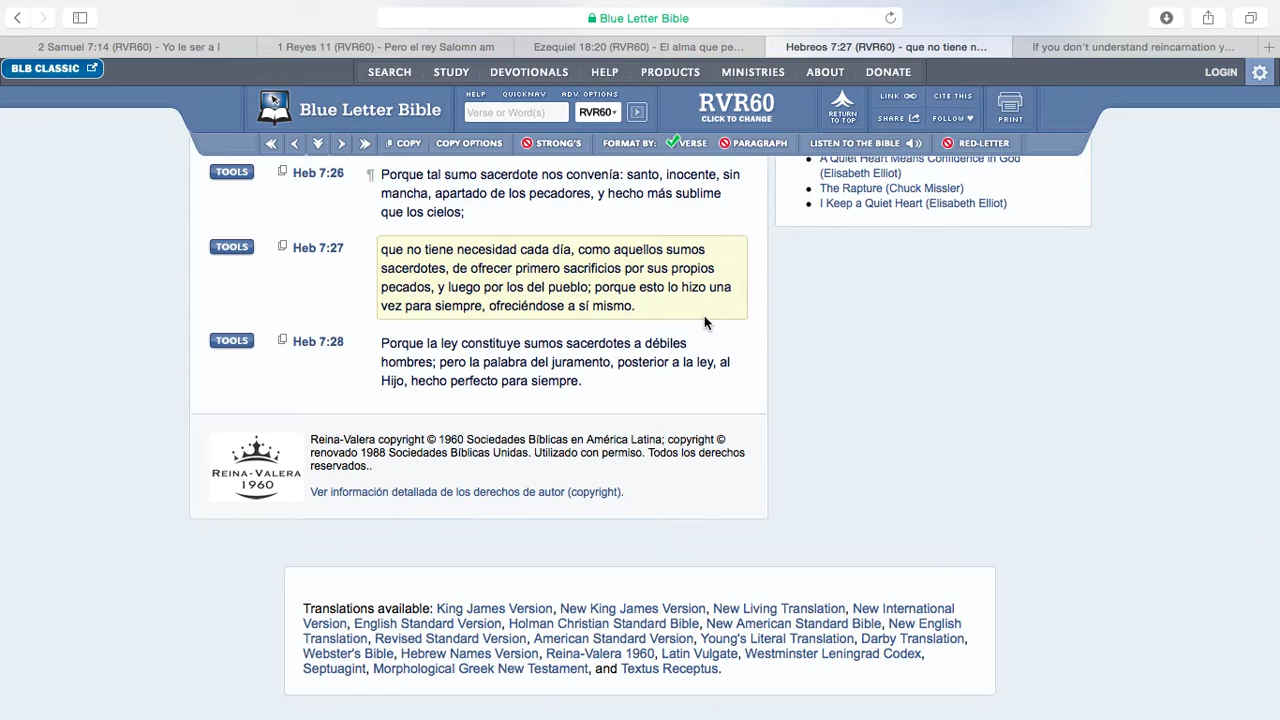 Blue Letter Bible
2 Samuel 7:14 (RVR60) - Yo le ser a l
1 Reyes 11 (RVR60) - Pero el rey Salomn am
Ezequiel 18:20 (RVR60) - El alma que pe...
Hebreos 7:27 (RVR60) - que no tiene n...
If you don't understand reincarnation y...
BLB CLASSIC
SEARCH STUDY DEVOTIONALS HELP PRODUCTS MINISTRIES ABOUT DONATE LOGIN
Blue Letter Bible
HELP QUICKNAV ADV. OPTIONS
Verse or Word(s) RVR60
RVR60
CLICK TO CHANGE
RETURN TO TOP
LINK CITE THIS
SHARE FOLLOW
PRINT
COPY COPY OPTIONS STRONG'S FORMAT BY: VERSE PARAGRAPH LISTEN TO THE BIBLE RED-LETTER
TOOLS Heb 7:26 ¶ Porque tal sumo sacerdote nos convenía: santo, inocente, sin
mancha, apartado de los pecadores, y hecho más sublime
que los cielos;
TOOLS Heb 7:27 que no tiene necesidad cada día, como aquellos sumos
sacerdotes, de ofrecer primero sacrificios por sus propios
pecados, y luego por los del pueblo; porque esto lo hizo una
vez para siempre, ofreciéndose a sí mismo.
TOOLS Heb 7:28 Porque la ley constituye sumos sacerdotes a débiles
hombres; pero la palabra del juramento, posterior a la ley, al
Hijo, hecho perfecto para siempre.
A Quiet Heart Means Confidence in God
(Elisabeth Elliot)
The Rapture (Chuck Missler)
I Keep a Quiet Heart (Elisabeth Elliot)
REINA-VALERA
1960
Reina-Valera copyright © 1960 Sociedades Bíblicas en América Latina; copyright ©
renovado 1988 Sociedades Bíblicas Unidas. Utilizado con permiso. Todos los derechos
reservados..
Ver información detallada de los derechos de autor (copyright).
Translations available: King James Version, New King James Version, New Living Translation, New International
Version, English Standard Version, Holman Christian Standard Bible, New American Standard Bible, New English
Translation, Revised Standard Version, American Standard Version, Young's Literal Translation, Darby Translation,
Webster's Bible, Hebrew Names Version, Reina-Valera 1960, Latin Vulgate, Westminster Leningrad Codex,
Septuagint, Morphological Greek New Testament, and Textus Receptus.